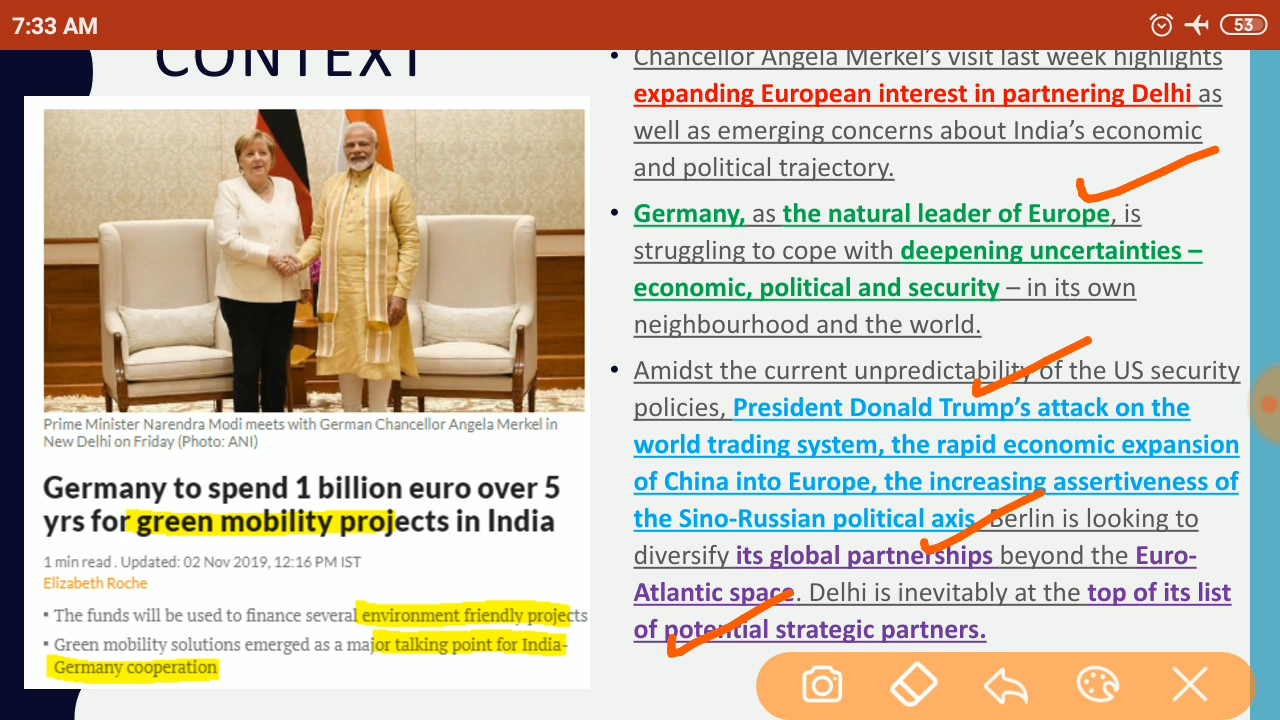 7:33 AM
53
CONTEXT
Prime Minister Narendra Modi meets with German Chancellor Angela Merkel in
New Delhi on Friday (Photo: ANI)
Germany to spend 1 billion euro over 5
yrs for green mobility projects in India
1 min read . Updated: 02 Nov 2019, 12:16 PM IST
Elizabeth Roche
▪ The funds will be used to finance several environment friendly projects
▪ Green mobility solutions emerged as a major talking point for India-
Germany cooperation
• Chancellor Angela Merkel's visit last week highlights
expanding European interest in partnering Delhi as
well as emerging concerns about India's economic
and political trajectory.
• Germany, as the natural leader of Europe, is
struggling to cope with deepening uncertainties –
economic, political and security – in its own
neighbourhood and the world.
• Amidst the current unpredictability of the US security
policies, President Donald Trump's attack on the
world trading system, the rapid economic expansion
of China into Europe, the increasing assertiveness of
the Sino-Russian political axis, Berlin is looking to
diversify its global partnerships beyond the Euro-
Atlantic space. Delhi is inevitably at the top of its list
of potential strategic partners.